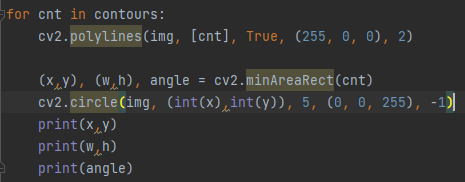 for cnt in contours:
    cv2.polylines(img, [cnt], True, (255, 0, 0), 2)

    (x,y), (w,h), angle = cv2.minAreaRect(cnt)
    cv2.circle(img, (int(x),int(y)), 5, (0, 0, 255), -1)
    print(x,y)
    print(w,h)
    print(angle)